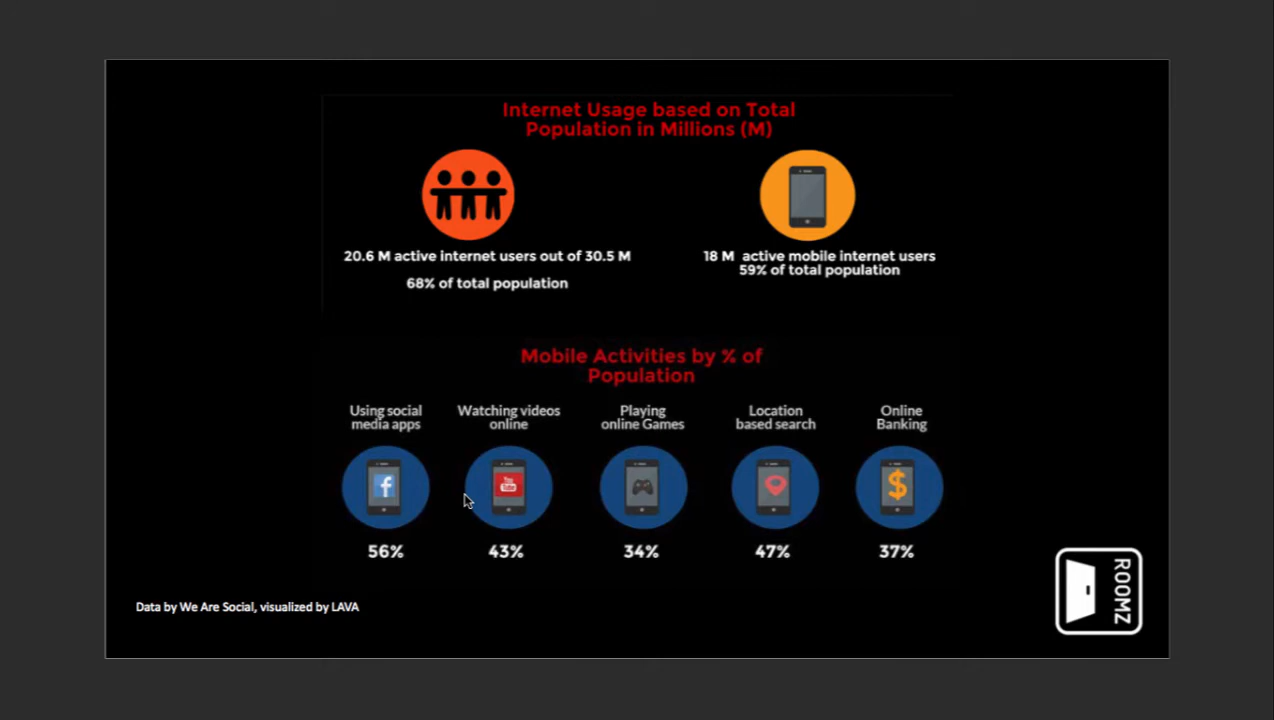 Internet Usage based on Total
Population in Millions (M)
20.6 M active internet users out of 30.5 M
68% of total population
18 M active mobile internet users
59% of total population
Mobile Activities by % of
Population
Using social
media apps
Watching videos
online
Playing
online Games
Location
based search
Online
Banking
f
You
Tube
$
56%
43%
34%
47%
37%
Data by We Are Social, visualized by LAVA
ROOMZ